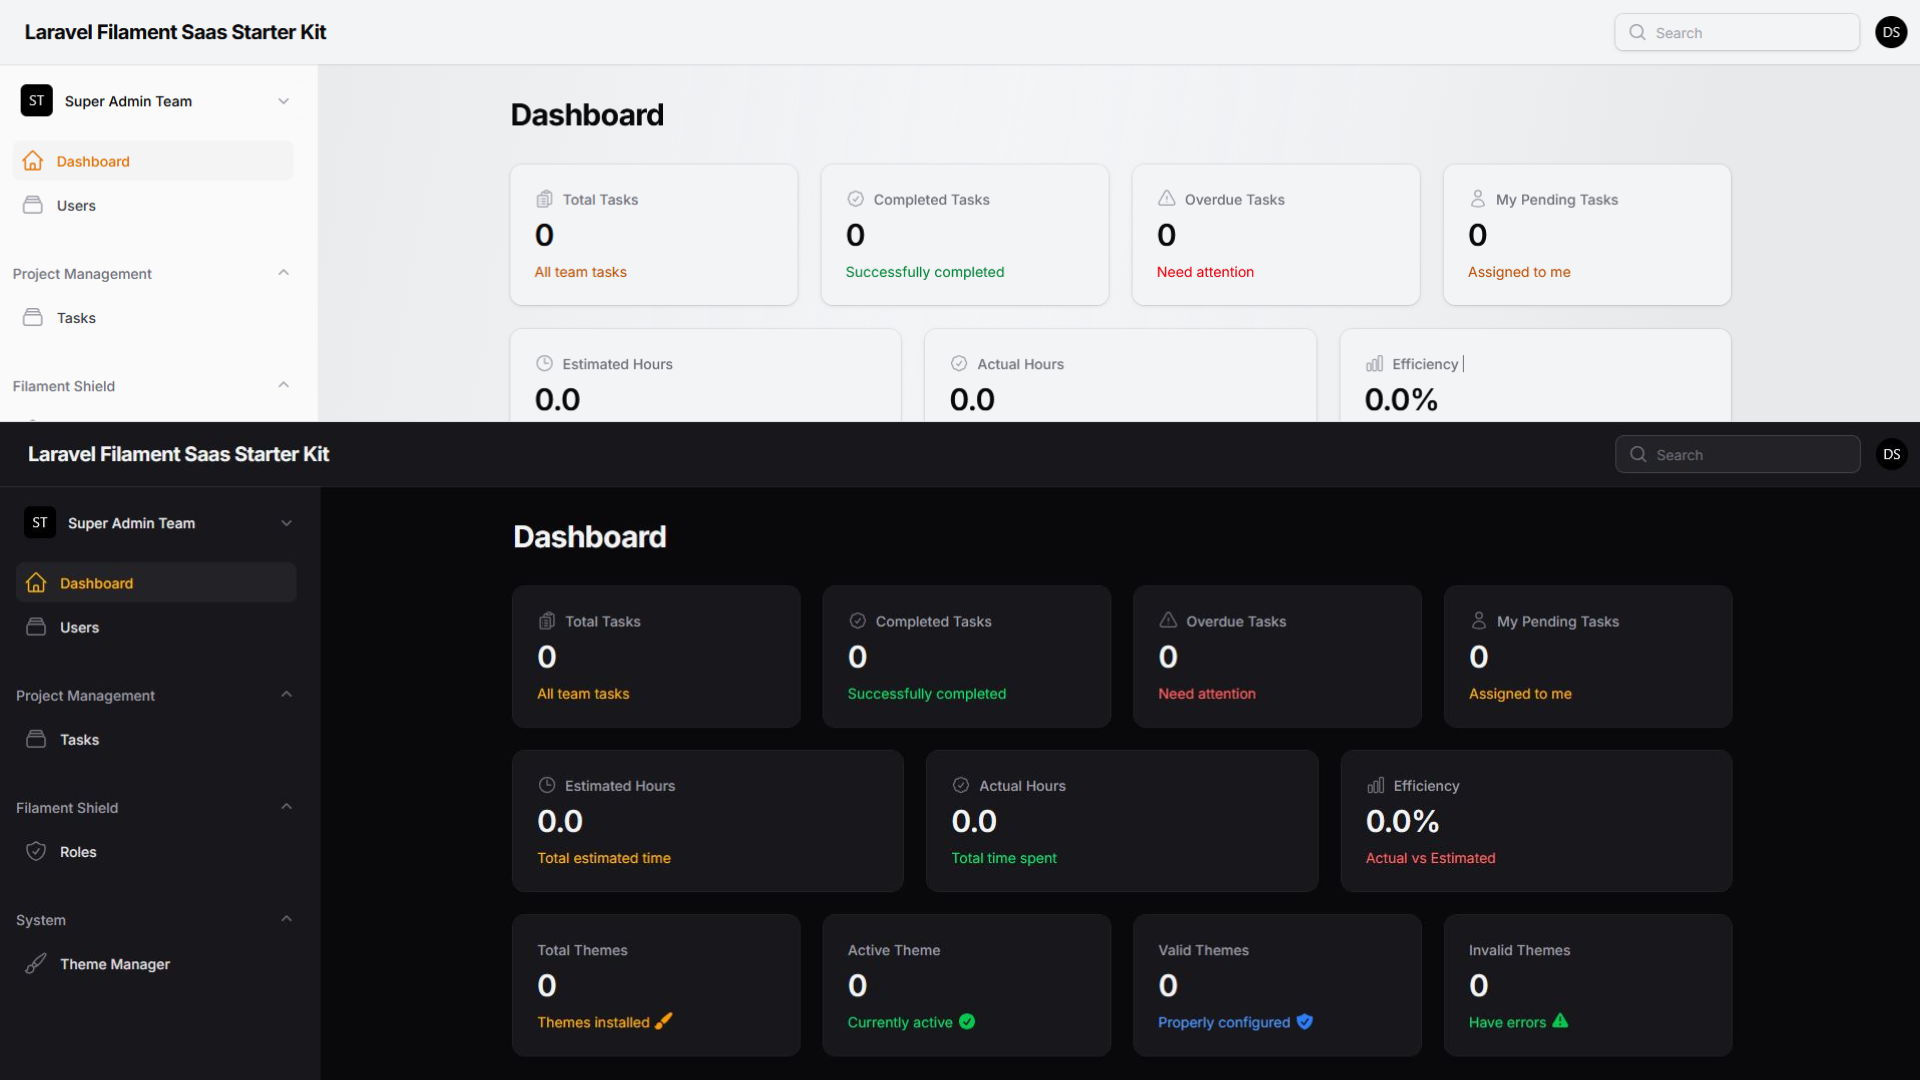 Laravel Filament Saas Starter Kit
Search
DS
ST Super Admin Team
Dashboard
Users
Project Management
Tasks
Filament Shield
Dashboard
Total Tasks
0
All team tasks
Completed Tasks
0
Successfully completed
Overdue Tasks
0
Need attention
My Pending Tasks
0
Assigned to me
Estimated Hours
0.0
Actual Hours
0.0
Efficiency
0.0%
Laravel Filament Saas Starter Kit
Search
DS
ST Super Admin Team
Dashboard
Users
Project Management
Tasks
Filament Shield
Roles
System
Theme Manager
Dashboard
Total Tasks
0
All team tasks
Completed Tasks
0
Successfully completed
Overdue Tasks
0
Need attention
My Pending Tasks
0
Assigned to me
Estimated Hours
0.0
Total estimated time
Actual Hours
0.0
Total time spent
Efficiency
0.0%
Actual vs Estimated
Total Themes
0
Themes installed
Active Theme
0
Currently active
Valid Themes
0
Properly configured
Invalid Themes
0
Have errors